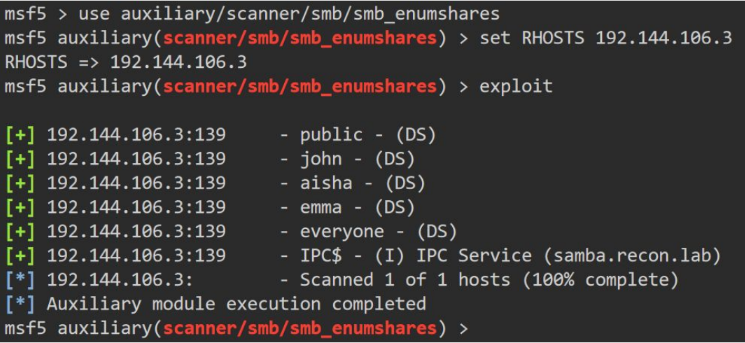 msf5 > use auxiliary/scanner/smb/smb_enumshares
msf5 auxiliary(scanner/smb/smb_enumshares) > set RHOSTS 192.144.106.3
RHOSTS => 192.144.106.3
msf5 auxiliary(scanner/smb/smb_enumshares) > exploit
[+] 192.144.106.3:139 - public - (DS)
[+] 192.144.106.3:139 - john - (DS)
[+] 192.144.106.3:139 - aisha - (DS)
[+] 192.144.106.3:139 - emma - (DS)
[+] 192.144.106.3:139 - everyone - (DS)
[+] 192.144.106.3:139 - IPC$ - (I) IPC Service (samba.recon.lab)
[*] 192.144.106.3: - Scanned 1 of 1 hosts (100% complete)
[*] Auxiliary module execution completed
msf5 auxiliary(scanner/smb/smb_enumshares) >